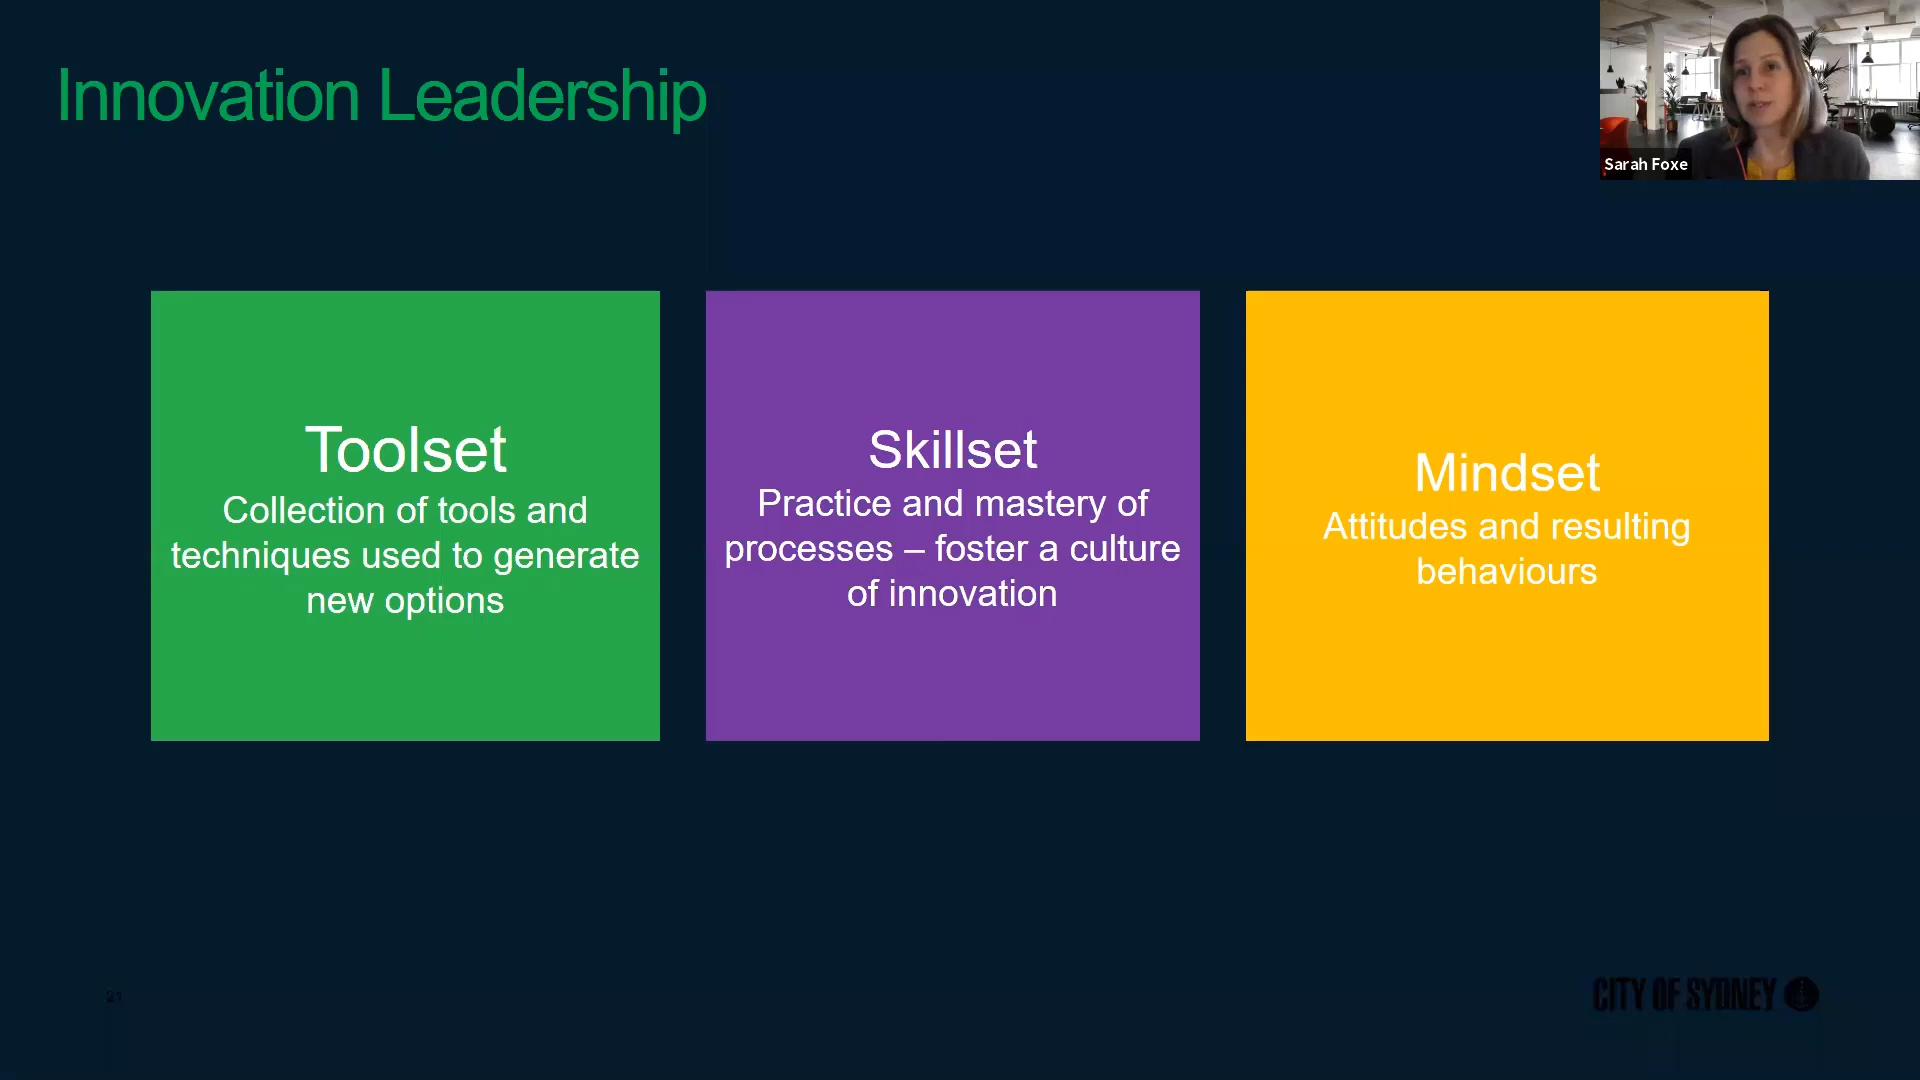 Innovation Leadership
Sarah Foxe
Toolset
Collection of tools and
techniques used to generate
new options
Skillset
Practice and mastery of
processes – foster a culture
of innovation
Mindset
Attitudes and resulting
behaviours
21
CITY OF SYDNEY